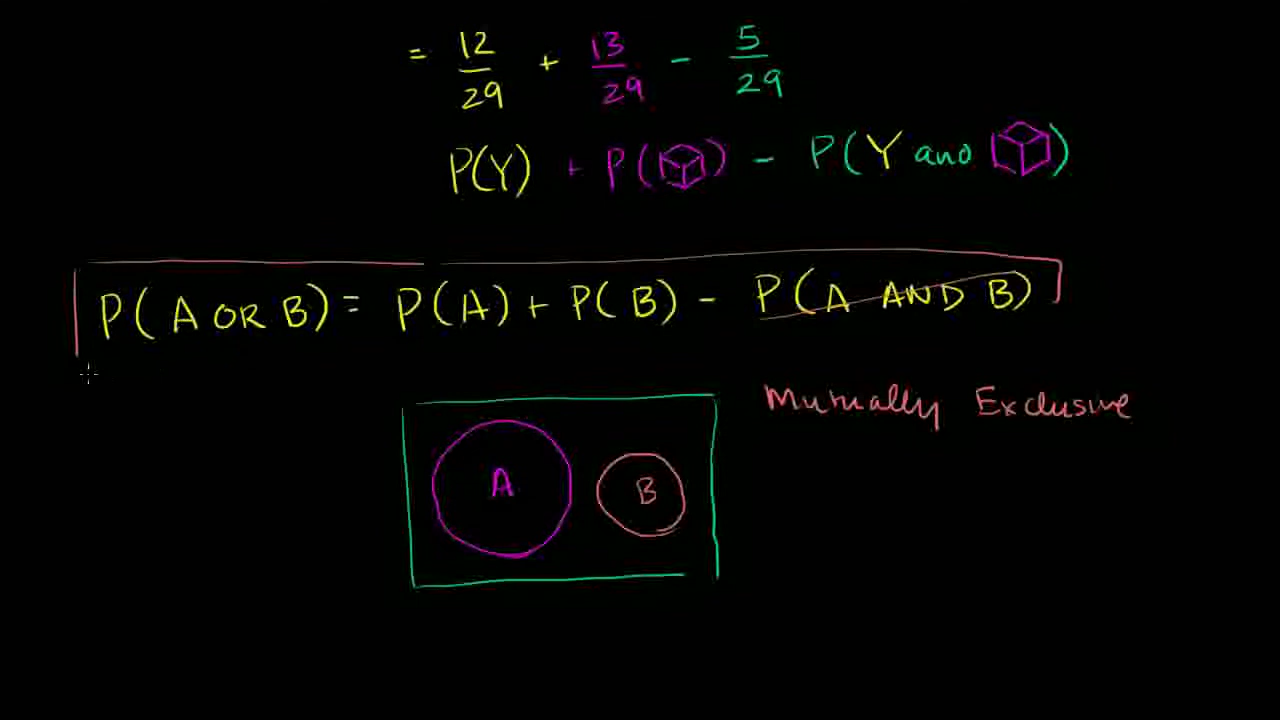 = 12/29 + 13/29 - 5/29
P(Y) + P( ) - P(Y and )
P(A OR B) = P(A) + P(B) - P(A AND B)
Mutually Exclusive
A B